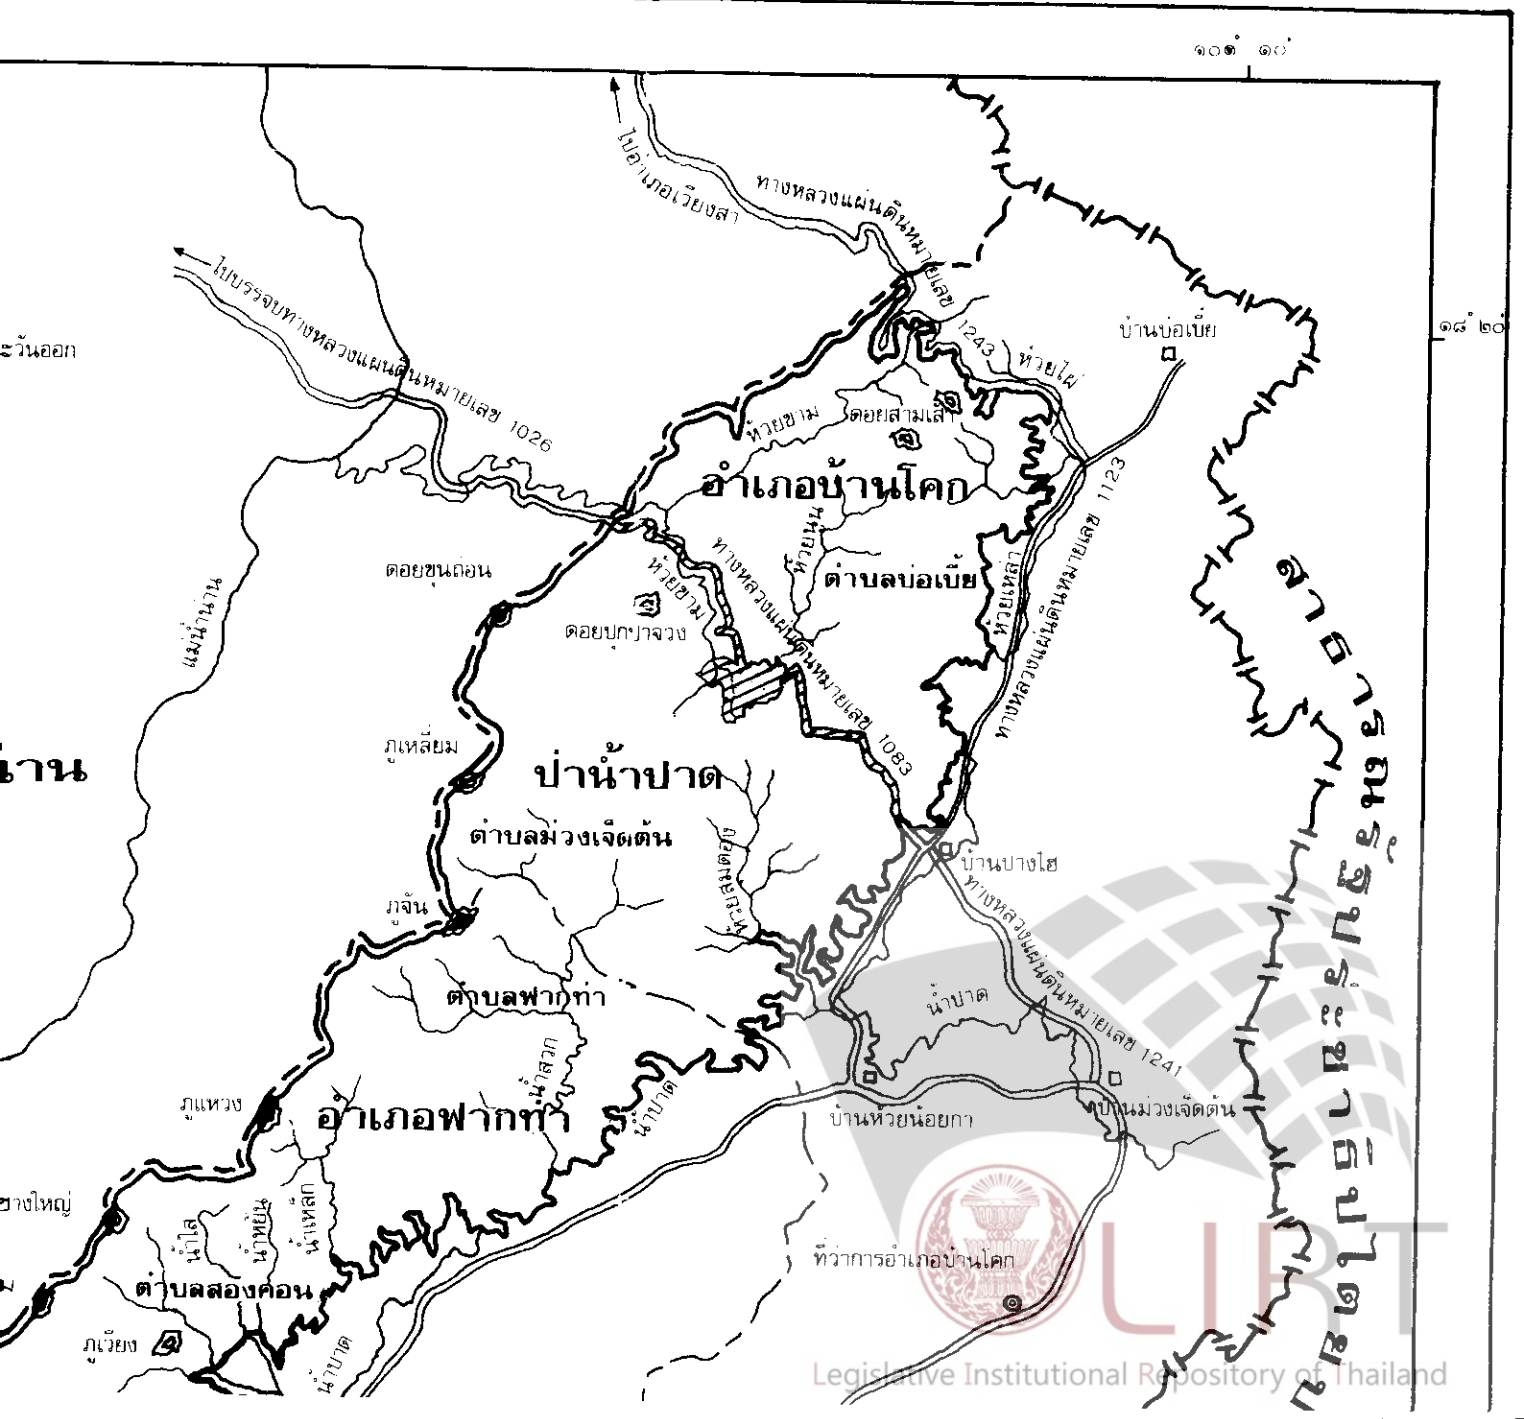 ๑๐๑° ๑๐'
ไปอำเภอเวียงสา
ทางหลวงแผ่นดินหมายเลข 1243
ไปบรรจบทางหลวงแผ่นดินหมายเลข 1026
๑๘° ๒๐'
บ้านบ่อเบี้ย
ะวันออก
ห้วยไผ่
ห้วยขาม
ดอยสามเส้า
อำเภอบ้านโคก
ทางหลวงแผ่นดินหมายเลข 1123
ห้วยนุน
ดอยขุนถ่อน
ห้วยขาม
ทางหลวงแผ่นดินหมายเลข 1083
ตำบลบ่อเบี้ย
ห้วยเหล่า
สาธารณรัฐประชาธิปไตยป
แม่น้ำน่าน
ดอยปุกปาจวง
น่าน
ภูเหลี่ยม
ป่าน้ำปาด
ตำบลม่วงเจ็ดต้น
บ้านปางไฮ
ทางหลวงแผ่นดินหมายเลข 1241
ภูจัน
ตำบลฟากท่า
น้ำปาด
น้ำสวก
ภูแหวง
อำเภอฟากท่า
น้ำปาด
บ้านห้วยน้อยกา
บ้านม่วงเจ็ดต้น
ขางใหญ่
น้ำไล
น้ำหยัน
น้ำเหล็ก
ที่ว่าการอำเภอบ้านโคก
ม
ตำบลสองคอน
ภูเวียง
น้ำปาด
LIRT
Legislative Institutional Repository of Thailand